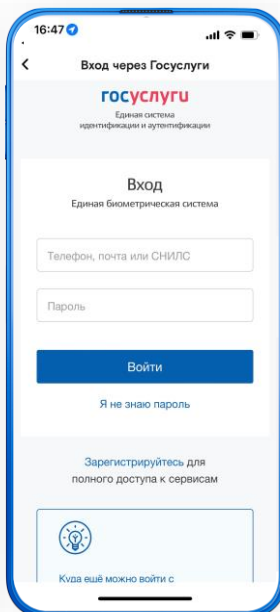 16:47
Вход через Госуслуги
госуслуги
Единая система
идентификации и аутентификации
Вход
Единая биометрическая система
Телефон, почта или СНИЛС
Пароль
Войти
Я не знаю пароль
Зарегистрируйтесь для
полного доступа к сервисам
Куда ещё можно войти с